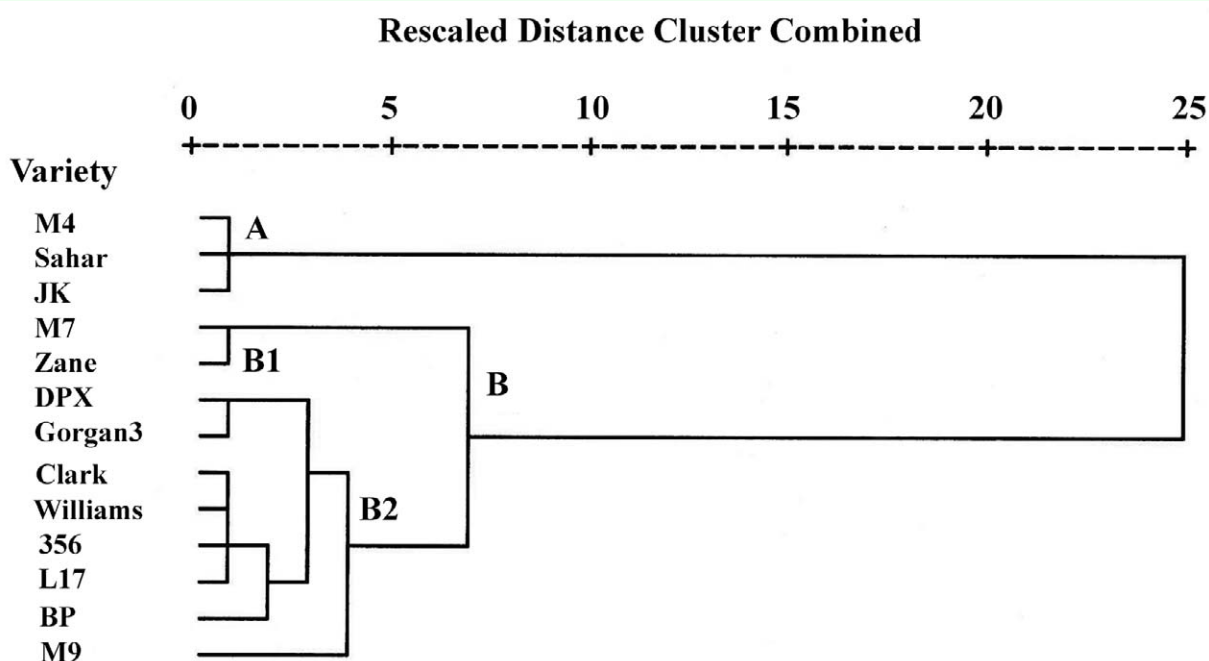 Rescaled Distance Cluster Combined
0 5 10 15 20 25
Variety
M4
A
Sahar
JK
M7
Zane
B1
DPX
B
Gorgan3
Clark
Williams
B2
356
L17
BP
M9